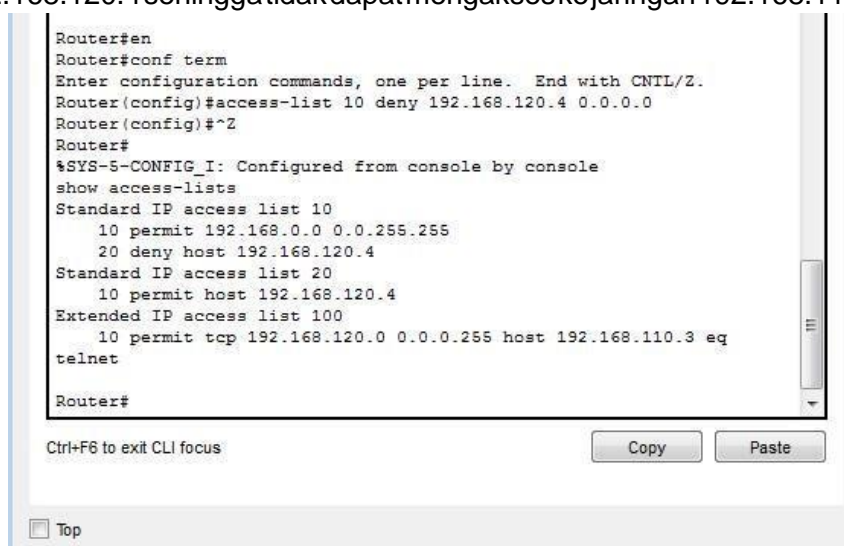 .168.120.4sehinggatidakdapatmengakseskejaringan192.168.11
Router#en
Router#conf term
Enter configuration commands, one per line.  End with CNTL/Z.
Router(config)#access-list 10 deny 192.168.120.4 0.0.0.0
Router(config)#^Z
Router#
%SYS-5-CONFIG_I: Configured from console by console
show access-lists
Standard IP access list 10
    10 permit 192.168.0.0 0.0.255.255
    20 deny host 192.168.120.4
Standard IP access list 20
    10 permit host 192.168.120.4
Extended IP access list 100
    10 permit tcp 192.168.120.0 0.0.0.255 host 192.168.110.3 eq
telnet
Router#
Ctrl+F6 to exit CLI focus
Copy
Paste
Top